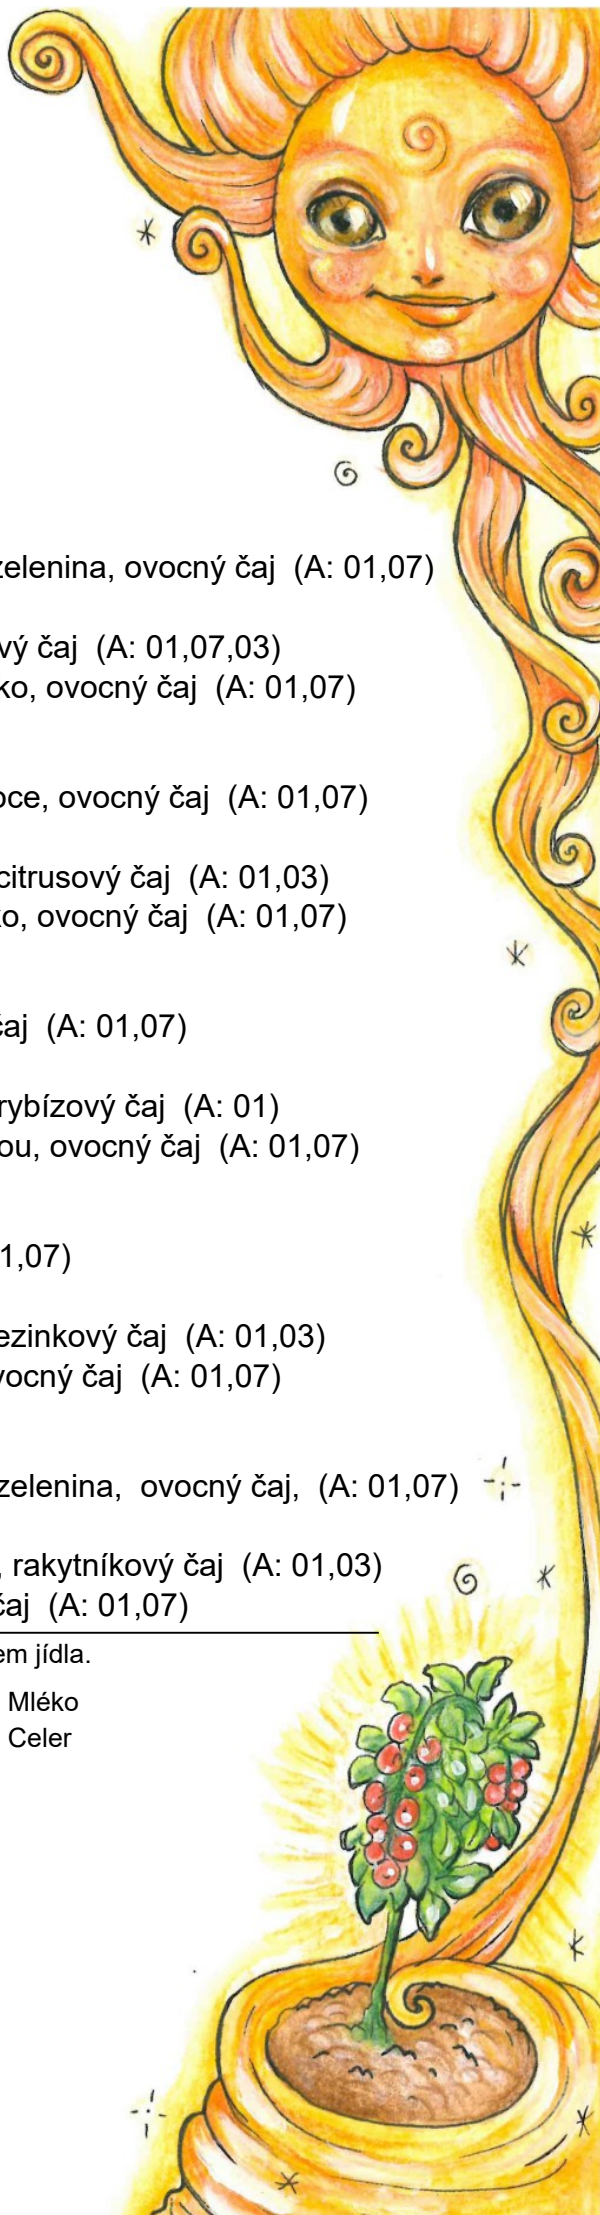 zelenina, ovocný čaj (A: 01,07)
vý čaj (A: 01,07,03)
ko, ovocný čaj (A: 01,07)
oce, ovocný čaj (A: 01,07)
citrusový čaj (A: 01,03)
ko, ovocný čaj (A: 01,07)
čaj (A: 01,07)
rybízový čaj (A: 01)
ou, ovocný čaj (A: 01,07)
1,07)
ezinkový čaj (A: 01,03)
vocný čaj (A: 01,07)
zelenina, ovocný čaj, (A: 01,07)
, rakytníkový čaj (A: 01,03)
čaj (A: 01,07)
em jídla.
Mléko
Celer